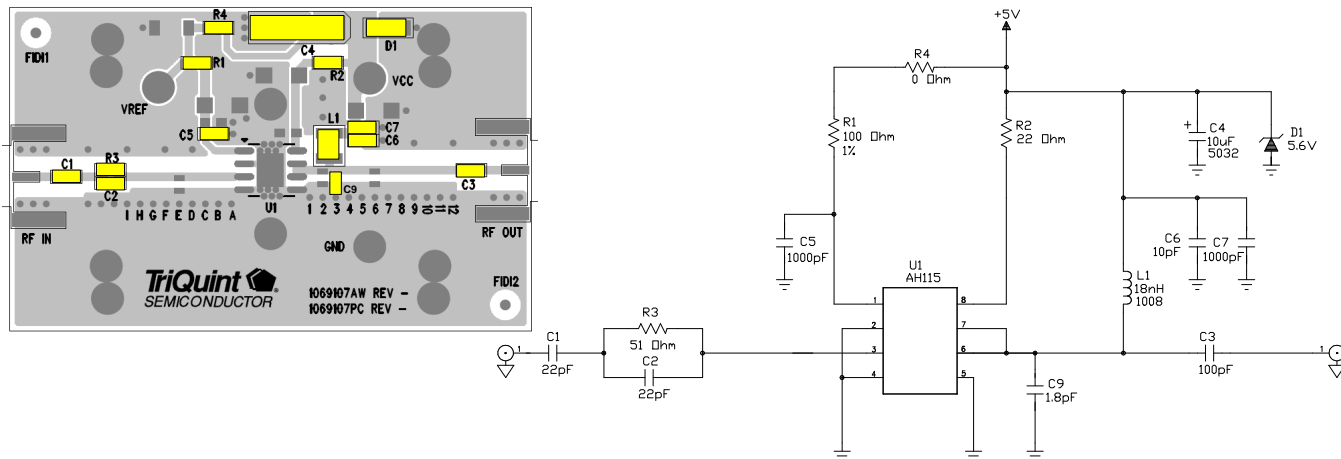 R4
C4
D1
FIDI1
R1
R2
VCC
VREF
L1
C5
C7
C6
C1
R3
C2
C9
C3
U1
I H G F E D C B A
1 2 3 4 5 6 7 8 9 10 11 12
RF IN
RF OUT
GND
TriQuint
SEMICONDUCTOR
FIDI2
1069107AW REV -
1069107PC REV -
+5V
R4
0 Ohm
R1
100 Ohm
1%
R2
22 Ohm
+
C4
10uF
5032
D1
5.6V
C5
1000pF
C6
10pF
C7
1000pF
L1
18nH
1008
U1
AH115
1
8
2
7
3
6
4
5
R3
51 Ohm
C1
22pF
C2
22pF
1
C3
100pF
1
C9
1.8pF